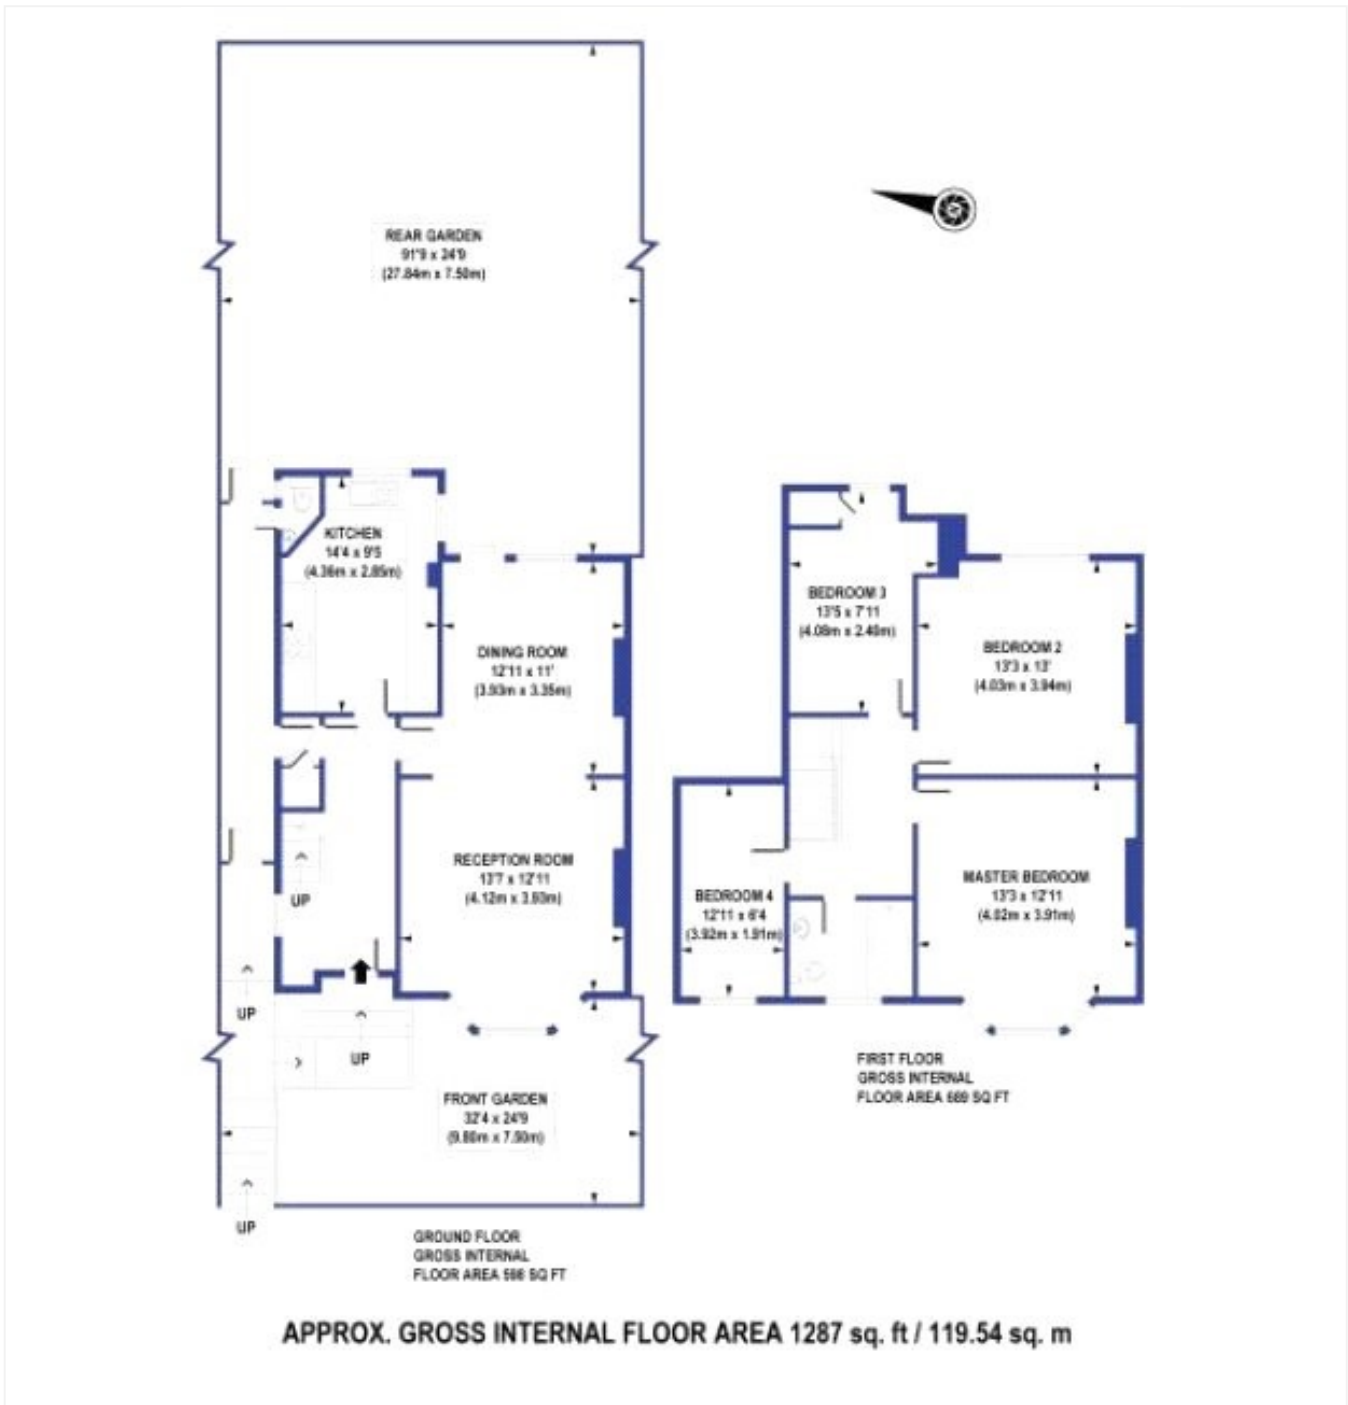 REAR GARDEN
91'9 x 24'9
(27.84m x 7.50m)
KITCHEN
14'4 x 9'5
(4.36m x 2.85m)
DINING ROOM
12'11 x 11'
(3.93m x 3.35m)
RECEPTION ROOM
13'7 x 12'11
(4.12m x 3.93m)
UP
UP
UP
FRONT GARDEN
32'4 x 24'9
(9.80m x 7.50m)
UP
GROUND FLOOR
GROSS INTERNAL
FLOOR AREA 598 SQ FT
BEDROOM 3
13'5 x 7'11
(4.08m x 2.40m)
BEDROOM 2
13'3 x 13'
(4.03m x 3.94m)
BEDROOM 4
12'11 x 6'4
(3.92m x 1.91m)
MASTER BEDROOM
13'3 x 12'11
(4.02m x 3.91m)
FIRST FLOOR
GROSS INTERNAL
FLOOR AREA 689 SQ FT
APPROX. GROSS INTERNAL FLOOR AREA 1287 sq. ft / 119.54 sq. m